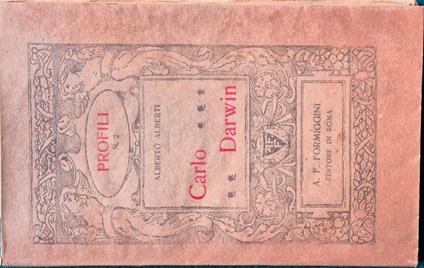 PROFILI
N. 2
ALBERTO ALBERTI
Carlo
Darwin
A. F. FORMIGGINI
EDITORE IN ROMA